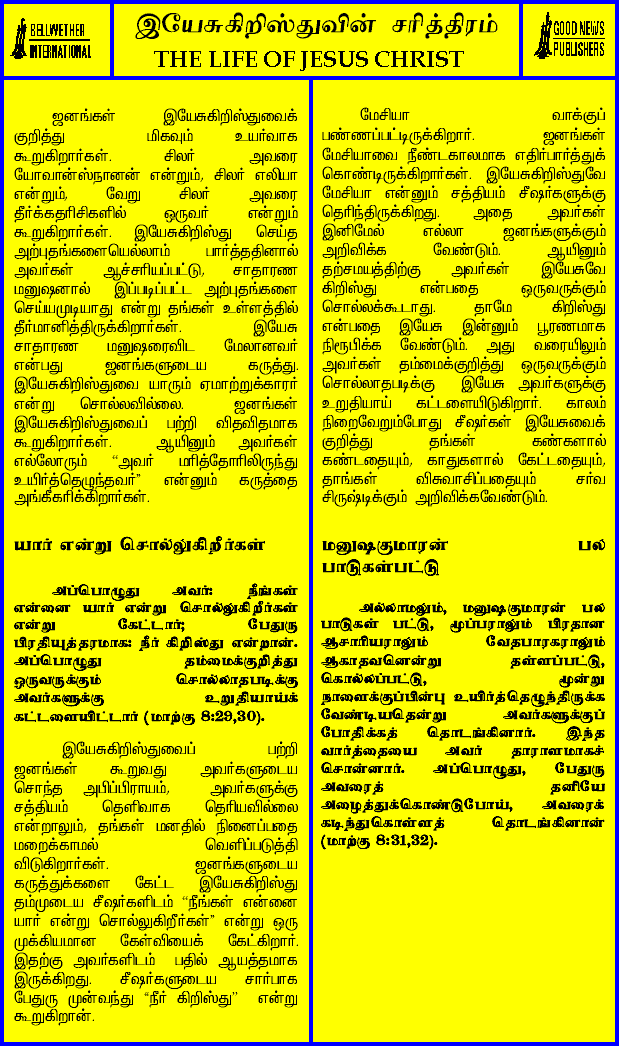 BELLWETHER
INTERNATIONAL
இயேசுகிறிஸ்துவின் சரித்திரம்
THE LIFE OF JESUS CHRIST
GOOD NEWS
PUBLISHERS
ஜனங்கள் இயேசுகிறிஸ்துவைக்
குறித்து மிகவும் உயர்வாக
கூறுகிறார்கள். சிலர் அவரை
யோவான்ஸ்நானன் என்றும், சிலர் எலியா
என்றும், வேறு சிலர் அவரை
தீர்க்கதரிசிகளில் ஒருவர் என்றும்
கூறுகிறார்கள். இயேசுகிறிஸ்து செய்த
அற்புதங்களையெல்லாம் பார்த்ததினால்
அவர்கள் ஆச்சரியப்பட்டு, சாதாரண
மனுஷனால் இப்படிப்பட்ட அற்புதங்களை
செய்யமுடியாது என்று தங்கள் உள்ளத்தில்
தீர்மானித்திருக்கிறார்கள். இயேசு
சாதாரண மனுஷரைவிட மேலானவர்
என்பது ஜனங்களுடைய கருத்து.
இயேசுகிறிஸ்துவை யாரும் ஏமாற்றுக்காரர்
என்று சொல்லவில்லை. ஜனங்கள்
இயேசுகிறிஸ்துவைப் பற்றி விதவிதமாக
கூறுகிறார்கள். ஆயினும் அவர்கள்
எல்லோரும் “அவர் மரித்தோரிலிருந்து
உயிர்த்தெழுந்தவர்” என்னும் கருத்தை
அங்கீகரிக்கிறார்கள்.
யார் என்று சொல்லுகிறீர்கள்
அப்பொழுது அவர்: நீங்கள்
என்னை யார் என்று சொல்லுகிறீர்கள்
என்று கேட்டார்; பேதுரு
பிரதியுத்தரமாக: நீர் கிறிஸ்து என்றான்.
அப்பொழுது தம்மைக்குறித்து
ஒருவருக்கும் சொல்லாதபடிக்கு
அவர்களுக்கு உறுதியாய்க்
கட்டளையிட்டார் (மாற்கு 8:29,30).
இயேசுகிறிஸ்துவைப் பற்றி
ஜனங்கள் கூறுவது அவர்களுடைய
சொந்த அபிப்பிராயம், அவர்களுக்கு
சத்தியம் தெளிவாக தெரியவில்லை
என்றாலும், தங்கள் மனதில் நினைப்பதை
மறைக்காமல் வெளிப்படுத்தி
விடுகிறார்கள். ஜனங்களுடைய
கருத்துக்களை கேட்ட இயேசுகிறிஸ்து
தம்முடைய சீஷர்களிடம் “நீங்கள் என்னை
யார் என்று சொல்லுகிறீர்கள்” என்று ஒரு
முக்கியமான கேள்வியைக் கேட்கிறார்.
இதற்கு அவர்களிடம் பதில் ஆயத்தமாக
இருக்கிறது. சீஷர்களுடைய சார்பாக
பேதுரு முன்வந்து “நீர் கிறிஸ்து” என்று
கூறுகிறான்.
மேசியா வாக்குப்
பண்ணப்பட்டிருக்கிறார். ஜனங்கள்
மேசியாவை நீண்டகாலமாக எதிர்பார்த்துக்
கொண்டிருக்கிறார்கள். இயேசுகிறிஸ்துவே
மேசியா என்னும் சத்தியம் சீஷர்களுக்கு
தெரிந்திருக்கிறது. அதை அவர்கள்
இனிமேல் எல்லா ஜனங்களுக்கும்
அறிவிக்க வேண்டும். ஆயினும்
தற்சமயத்திற்கு அவர்கள் இயேசுவே
கிறிஸ்து என்பதை ஒருவருக்கும்
சொல்லக்கூடாது. தாமே கிறிஸ்து
என்பதை இயேசு இன்னும் பூரணமாக
நிரூபிக்க வேண்டும். அது வரையிலும்
அவர்கள் தம்மைக்குறித்து ஒருவருக்கும்
சொல்லாதபடிக்கு இயேசு அவர்களுக்கு
உறுதியாய் கட்டளையிடுகிறார். காலம்
நிறைவேறும்போது சீஷர்கள் இயேசுவைக்
குறித்து தங்கள் கண்களால்
கண்டதையும், காதுகளால் கேட்டதையும்,
தாங்கள் விசுவாசிப்பதையும் சர்வ
சிருஷ்டிக்கும் அறிவிக்கவேண்டும்.
மனுஷகுமாரன் பல
பாடுகள்பட்டு
அல்லாமலும், மனுஷகுமாரன் பல
பாடுகள் பட்டு, மூப்பராலும் பிரதான
ஆசாரியராலும் வேதபாரகராலும்
ஆகாதவனென்று தள்ளப்பட்டு,
கொல்லப்பட்டு, மூன்று
நாளைக்குப்பின்பு உயிர்த்தெழுந்திருக்க
வேண்டியதென்று அவர்களுக்குப்
போதிக்கத் தொடங்கினார். இந்த
வார்த்தையை அவர் தாராளமாகச்
சொன்னார். அப்பொழுது, பேதுரு
அவரைத் தனியே
அழைத்துக்கொண்டுபோய், அவரைக்
கடிந்துகொள்ளத் தொடங்கினான்
(மாற்கு 8:31,32).